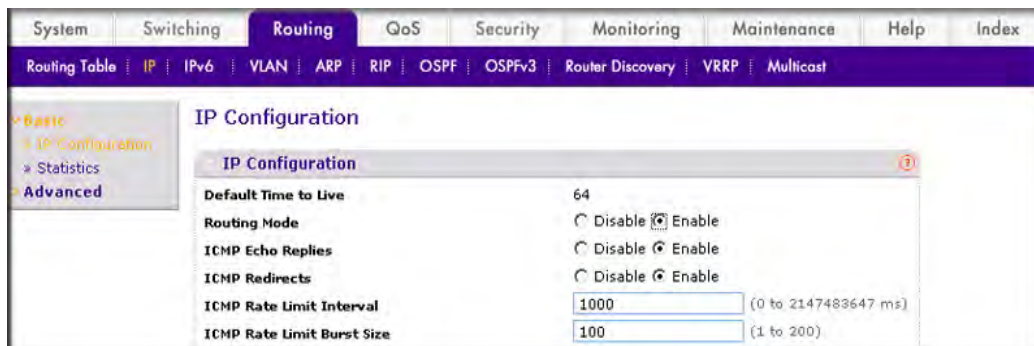 System Switching Routing QoS Security Monitoring Maintenance Help Index
Routing Table IP IPv6 VLAN ARP RIP OSPF OSPFv3 Router Discovery VRRP Multicast
Basic
» IP Configuration
» Statistics
Advanced
IP Configuration
IP Configuration ?
Default Time to Live 64
Routing Mode Disable Enable
ICMP Echo Replies Disable Enable
ICMP Redirects Disable Enable
ICMP Rate Limit Interval 1000 (0 to 2147483647 ms)
ICMP Rate Limit Burst Size 100 (1 to 200)